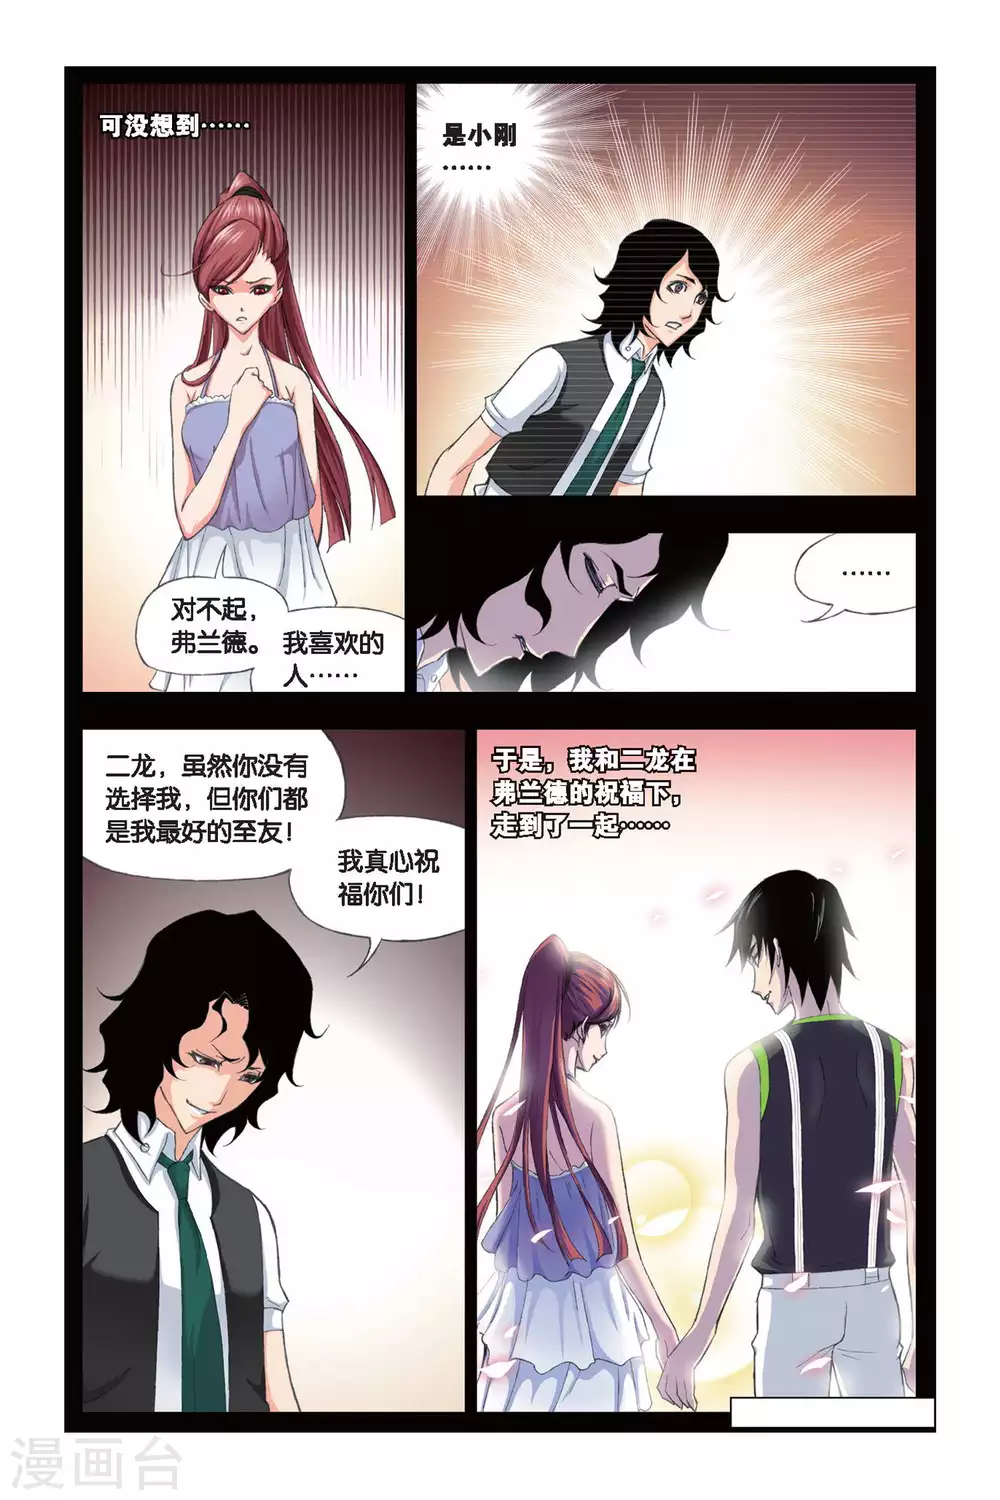 可没想到······
是小刚
······
对不起，
弗兰德。
我喜欢的
人······
······
二龙，虽然你没有
选择我，但你们都
是我最好的至友！
我真心祝
福你们！
于是，我和二龙在
弗兰德的祝福下，
走到了一起······
漫画台